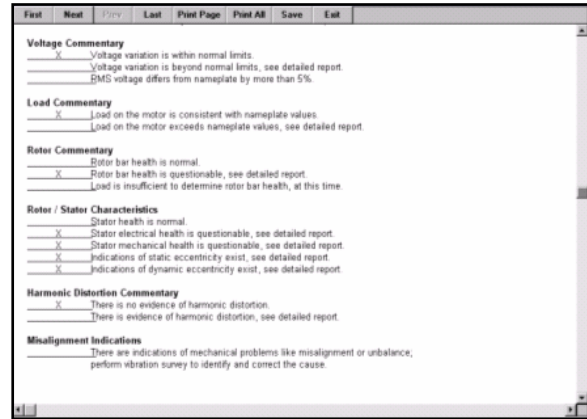 First Next Prev Last Print Page Print All Save Exit
Voltage Commentary
X Voltage variation is within normal limits.
Voltage variation is beyond normal limits, see detailed report.
RMS voltage differs from nameplate by more than 5%.
Load Commentary
X Load on the motor is consistent with nameplate values.
Load on the motor exceeds nameplate values, see detailed report.
Rotor Commentary
Rotor bar health is normal.
X Rotor bar health is questionable, see detailed report.
Load is insufficient to determine rotor bar health, at this time.
Rotor / Stator Characteristics
Stator health is normal.
X Stator electrical health is questionable, see detailed report.
X Stator mechanical health is questionable, see detailed report.
X Indications of static eccentricity exist, see detailed report.
X Indications of dynamic eccentricity exist, see detailed report.
Harmonic Distortion Commentary
X There is no evidence of harmonic distortion.
There is evidence of harmonic distortion, see detailed report.
Misalignment Indications
There are indications of mechanical problems like misalignment or unbalance;
perform vibration survey to identify and correct the cause.